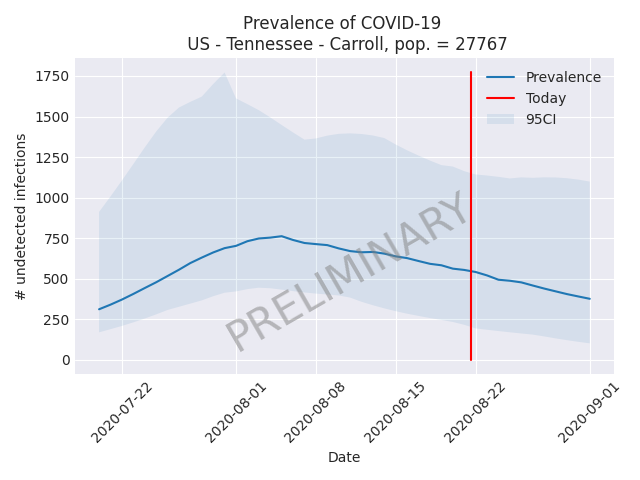 Prevalence of COVID-19
US - Tennessee - Carroll, pop. = 27767
# undetected infections
1750
1500
1250
1000
750
500
250
0
Prevalence
Today
95CI
PRELIMINARY
2020-07-22
2020-08-01
2020-08-08
2020-08-15
2020-08-22
2020-09-01
Date